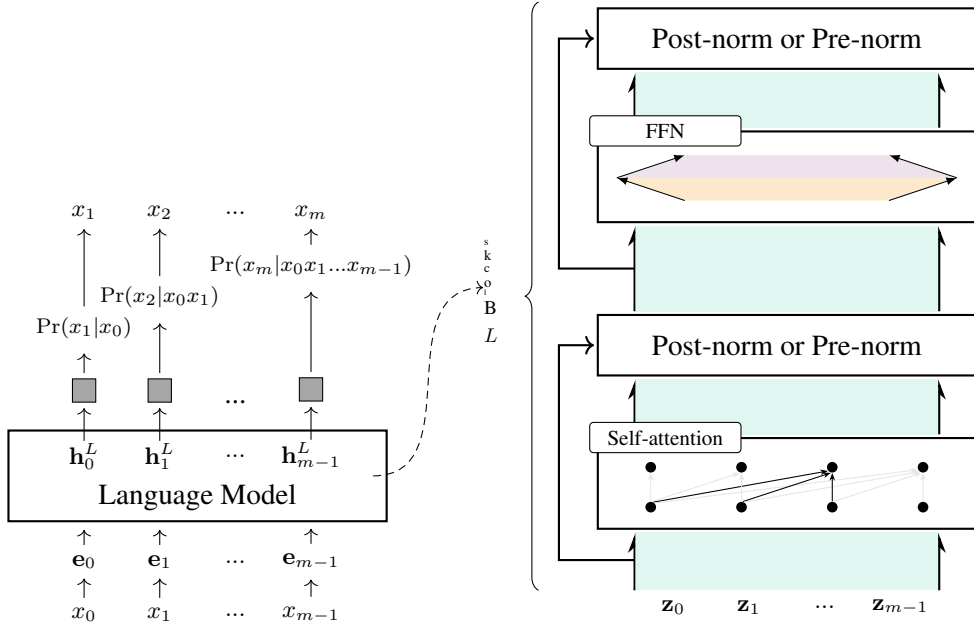 x₁ x₂ ... xₘ
Pr(xₘ|x₀x₁...xₘ₋₁)
Pr(x₂|x₀x₁)
Pr(x₁|x₀)
...
𝐡₀ᴸ 𝐡₁ᴸ ... 𝐡ₘ₋₁ᴸ
Language Model
𝐞₀ 𝐞₁ ... 𝐞ₘ₋₁
x₀ x₁ ... xₘ₋₁
L Blocks
Post-norm or Pre-norm
FFN
Post-norm or Pre-norm
Self-attention
𝐳₀ 𝐳₁ ... 𝐳ₘ₋₁